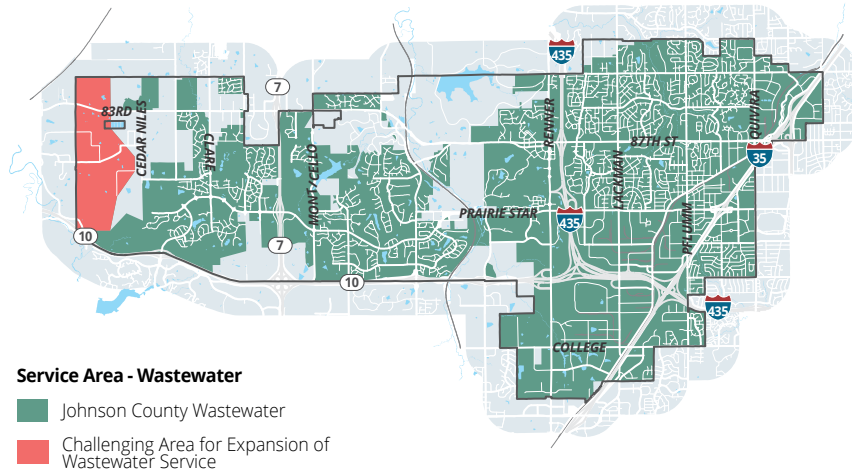 435
7
83RD
CEDAR NILES
CLARE
MONTICELLO
RENNER
QUIVIRA
87TH ST
35
LACKMAN
PRAIRIE STAR
435
PFLUMM
10
7
10
435
COLLEGE
Service Area - Wastewater
Johnson County Wastewater
Challenging Area for Expansion of
Wastewater Service